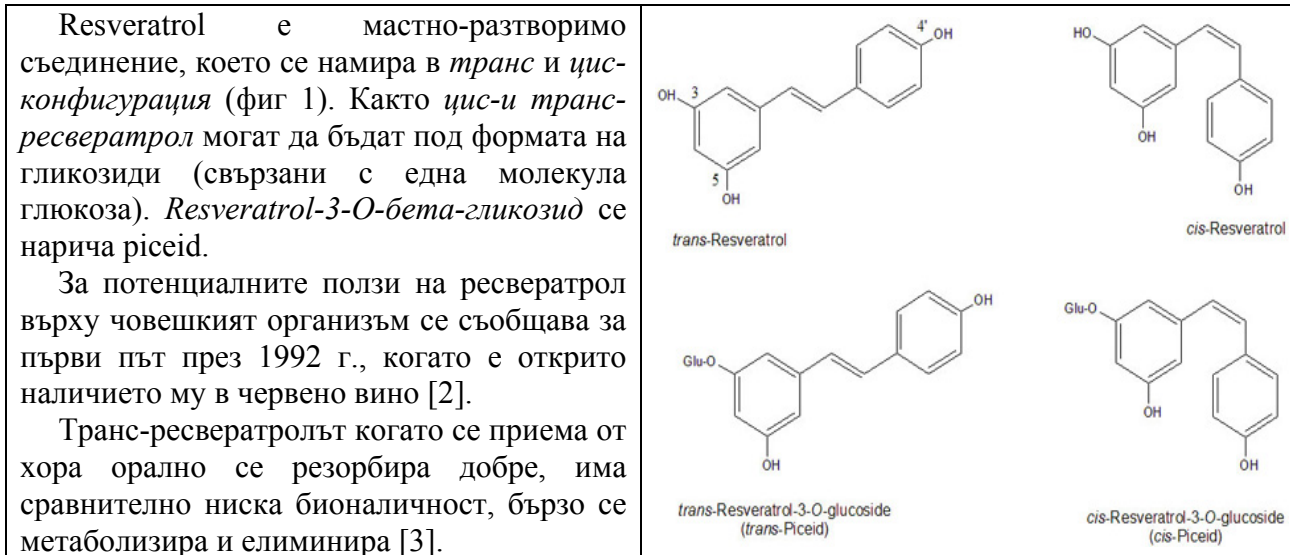 Resveratrol е мастно-разтворимо
съединение, което се намира в транс и цис-
конфигурация (фиг 1). Както цис-и транс-
ресвератрол могат да бъдат под формата на
гликозиди (свързани с една молекула
глюкоза). Resveratrol-3-O-бета-гликозид се
нарича piceid.
За потенциалните ползи на ресвератрол
върху човешкият организъм се съобщава за
първи път през 1992 г., когато е открито
наличието му в червено вино [2].
Транс-ресвератролът когато се приема от
хора орално се резорбира добре, има
сравнително ниска бионаличност, бързо се
метаболизира и елиминира [3].
4'
OH
OH
3
5
OH
trans-Resveratrol
HO
OH
OH
cis-Resveratrol
OH
Glu-O
OH
trans-Resveratrol-3-O-glucoside
(trans-Piceid)
Glu-O
OH
OH
cis-Resveratrol-3-O-glucoside
(cis-Piceid)